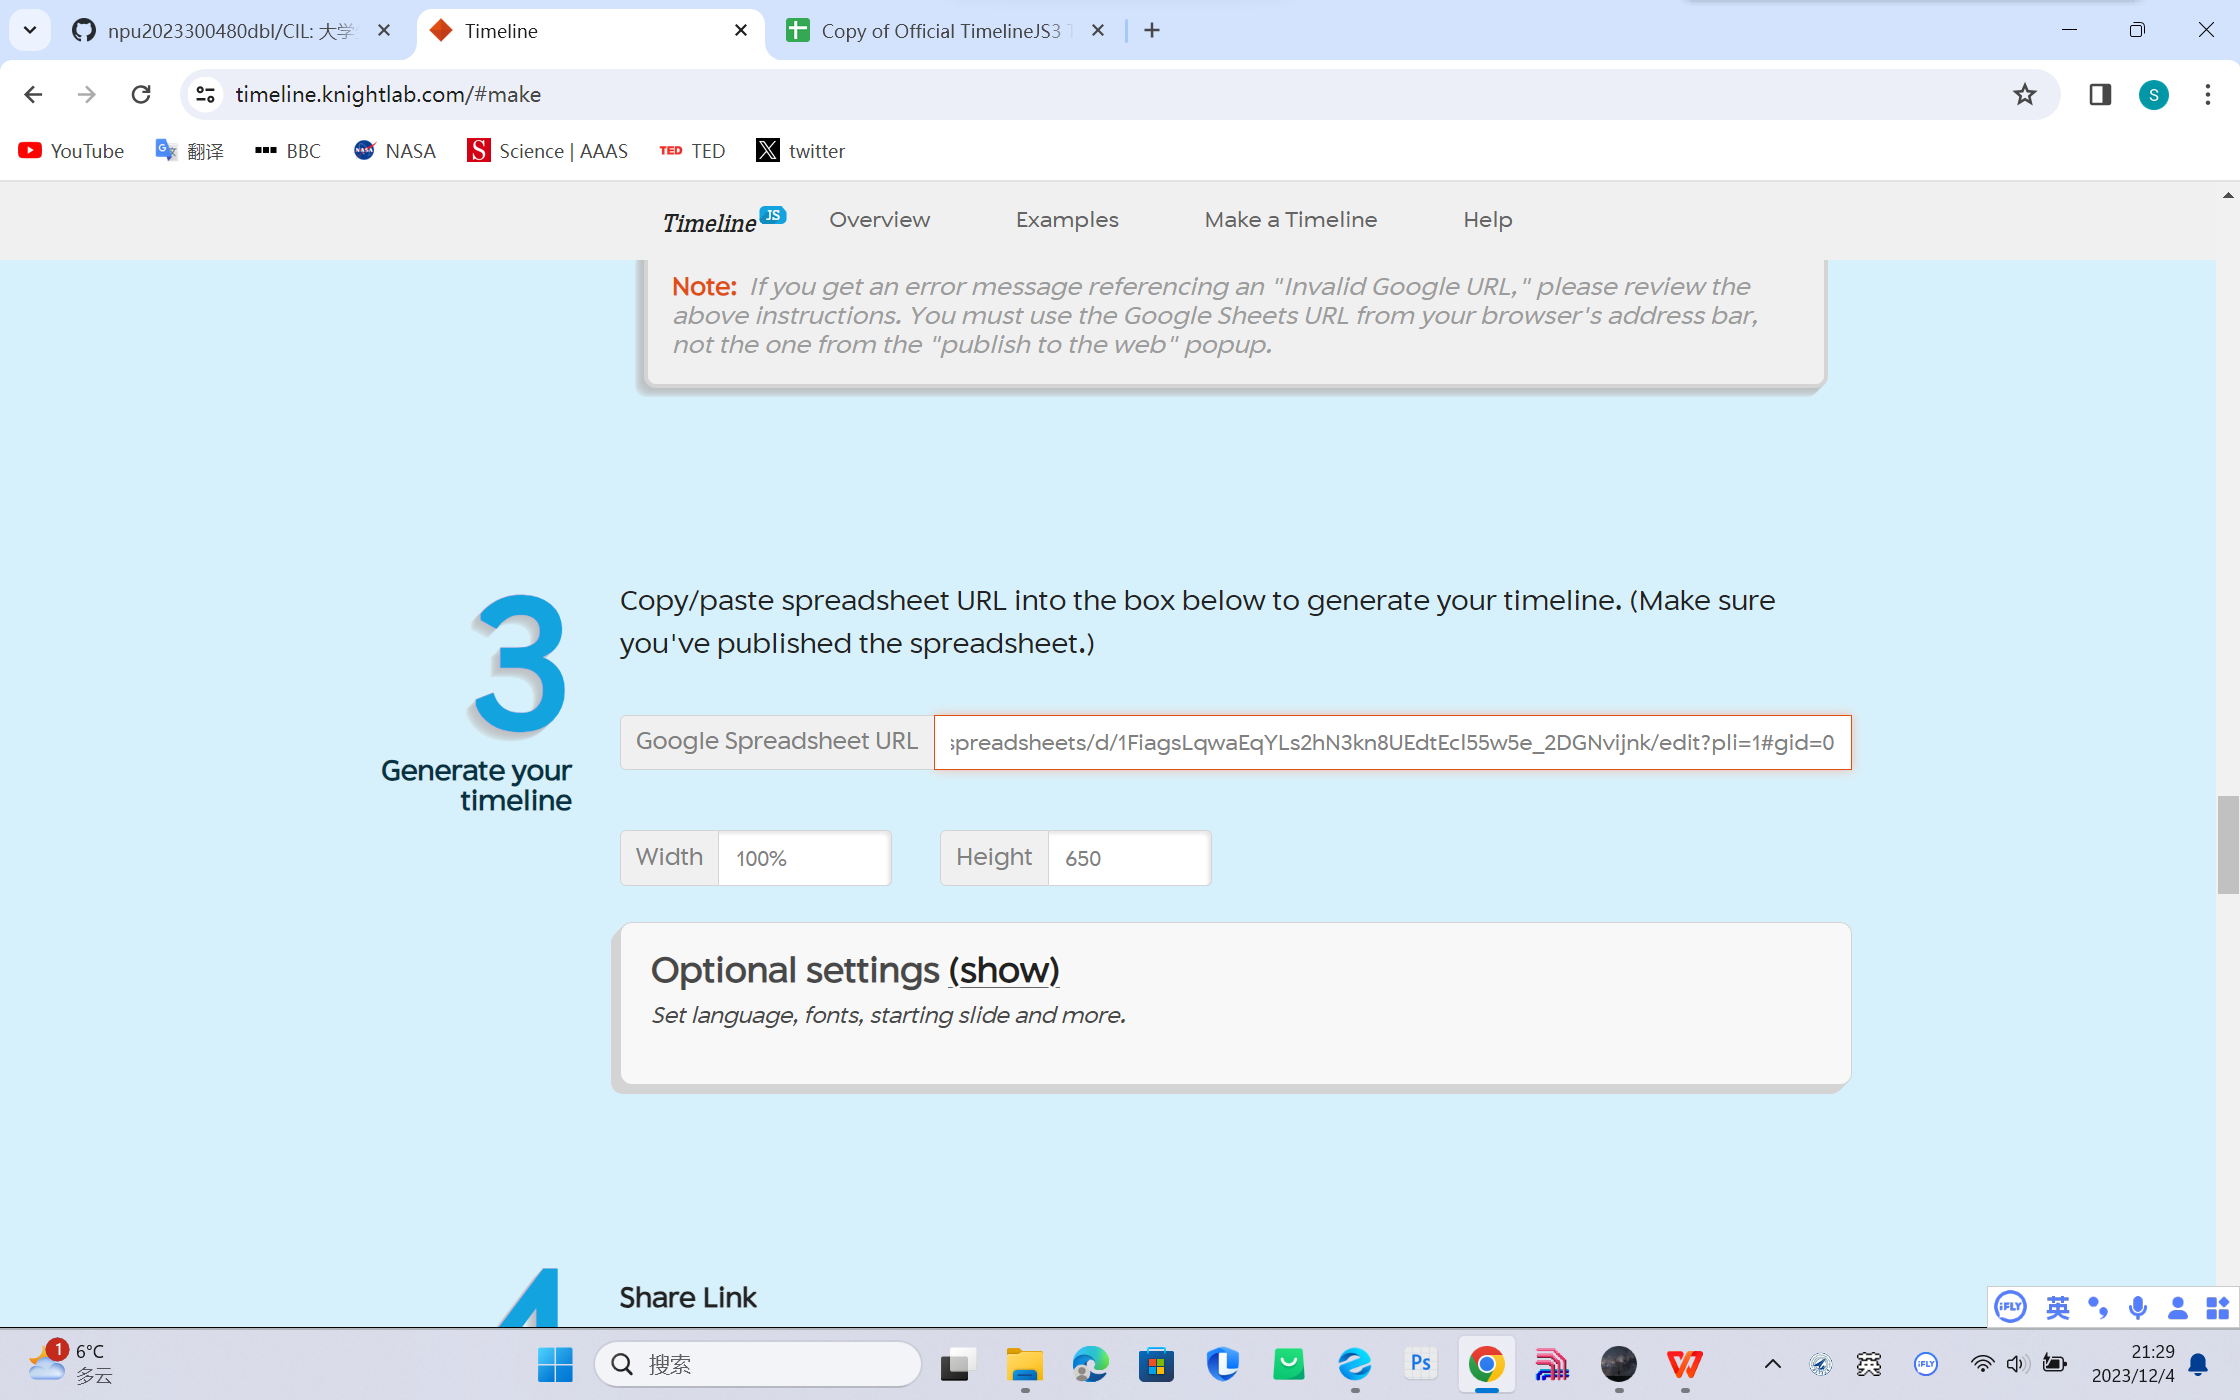 npu2023300480dbl/CIL: 大学
Timeline
Copy of Official TimelineJS3
timeline.knightlab.com/#make
S
YouTube
翻译
BBC
NASA
Science | AAAS
TED
twitter
Timeline JS
Overview
Examples
Make a Timeline
Help
Note: If you get an error message referencing an "Invalid Google URL," please review the
above instructions. You must use the Google Sheets URL from your browser's address bar,
not the one from the "publish to the web" popup.
3
Generate your
timeline
Copy/paste spreadsheet URL into the box below to generate your timeline. (Make sure
you've published the spreadsheet.)
Google Spreadsheet URL
spreadsheets/d/1FiagsLqwaEqYLs2hN3kn8UEdtEcl55w5e_2DGNvijnk/edit?pli=1#gid=0
Width 100%
Height 650
Optional settings (show)
Set language, fonts, starting slide and more.
4
Share Link
iFLY 英
1
6°C
多云
搜索
Ps
英
iFLY
21:29
2023/12/4